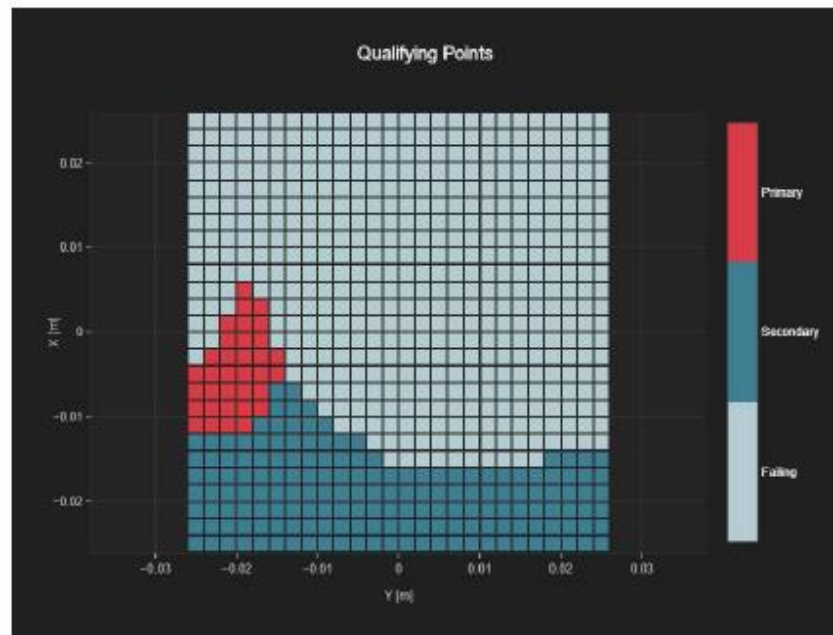 Qualifying Points
0.02
0.01
0
−0.01
−0.02
X [m]
−0.03
−0.02
−0.01
0
0.01
0.02
0.03
Y [m]
Primary
Secondary
Failing